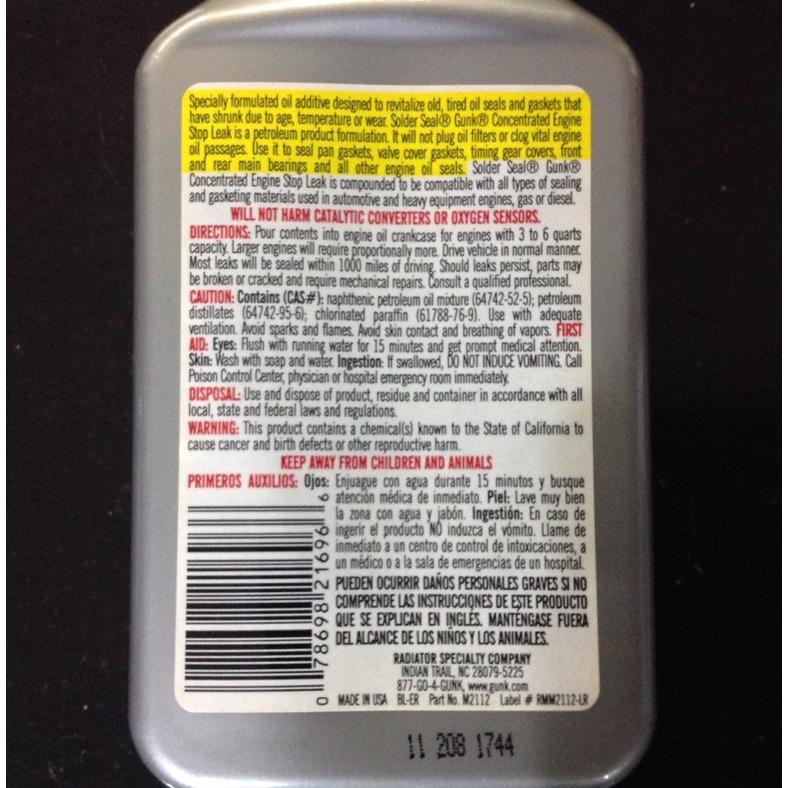 Specially formulated oil additive designed to revitalize old, tired oil seals and gaskets that
have shrunk due to age, temperature or wear. Solder Seal® Gunk® Concentrated Engine
Stop Leak is a petroleum product formulation. It will not plug oil filters or clog vital engine
oil passages. Use it to seal pan gaskets, valve cover gaskets, timing gear covers, front
and rear main bearings and all other engine oil seals. Solder Seal® Gunk®
Concentrated Engine Stop Leak is compounded to be compatible with all types of sealing
and gasketing materials used in automotive and heavy equipment engines, gas or diesel.
WILL NOT HARM CATALYTIC CONVERTERS OR OXYGEN SENSORS.
DIRECTIONS: Pour contents into engine oil crankcase for engines with 3 to 6 quarts
capacity. Larger engines will require proportionally more. Drive vehicle in normal manner.
Most leaks will be sealed within 1000 miles of driving. Should leaks persist, parts may
be broken or cracked and require mechanical repairs. Consult a qualified professional.
CAUTION: Contains (CAS#): naphthenic petroleum oil mixture (64742-52-5); petroleum
distillates (64742-95-6); chlorinated paraffin (61788-76-9). Use with adequate
ventilation. Avoid sparks and flames. Avoid skin contact and breathing of vapors. FIRST
AID: Eyes: Flush with running water for 15 minutes and get prompt medical attention.
Skin: Wash with soap and water. Ingestion: If swallowed, DO NOT INDUCE VOMITING. Call
Poison Control Center, physician or hospital emergency room immediately.
DISPOSAL: Use and dispose of product, residue and container in accordance with all
local, state and federal laws and regulations.
WARNING: This product contains a chemical(s) known to the State of California to
cause cancer and birth defects or other reproductive harm.
KEEP AWAY FROM CHILDREN AND ANIMALS
PRIMEROS AUXILIOS: Ojos: Enjuague con agua durante 15 minutos y busque
atención médica de inmediato. Piel: Lave muy bien
la zona con agua y jabón. Ingestión: En caso de
ingerir el producto NO induzca el vómito. Llame de
inmediato a un centro de control de intoxicaciones, a
un médico o a la sala de emergencias de un hospital.
PUEDEN OCURRIR DAÑOS PERSONALES GRAVES SI NO
COMPRENDE LAS INSTRUCCIONES DE ESTE PRODUCTO
QUE SE EXPLICAN EN INGLÉS. MANTÉNGASE FUERA
DEL ALCANCE DE LOS NIÑOS Y LOS ANIMALES.
0 78698 21696 6
RADIATOR SPECIALTY COMPANY
INDIAN TRAIL, NC 28079-5225
877-GO-4-GUNK, www.gunk.com
MADE IN USA BL-ER Part No. M2112 Label # RMM2112-LR
11 208 1744